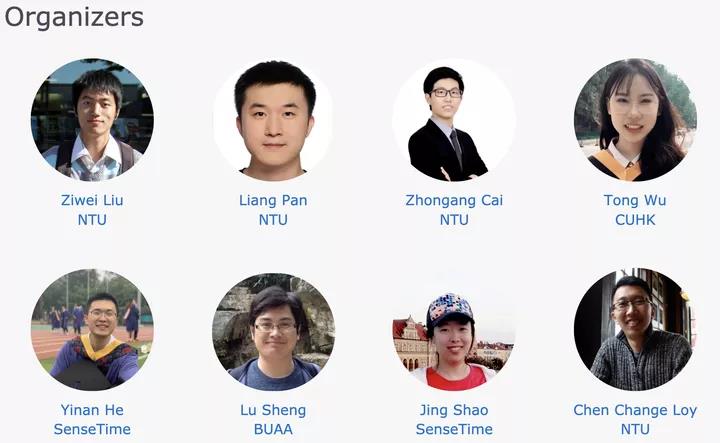 Organizers
Ziwei Liu
NTU
Liang Pan
NTU
Zhongang Cai
NTU
Tong Wu
CUHK
Yinan He
SenseTime
Lu Sheng
BUAA
Jing Shao
SenseTime
Chen Change Loy
NTU